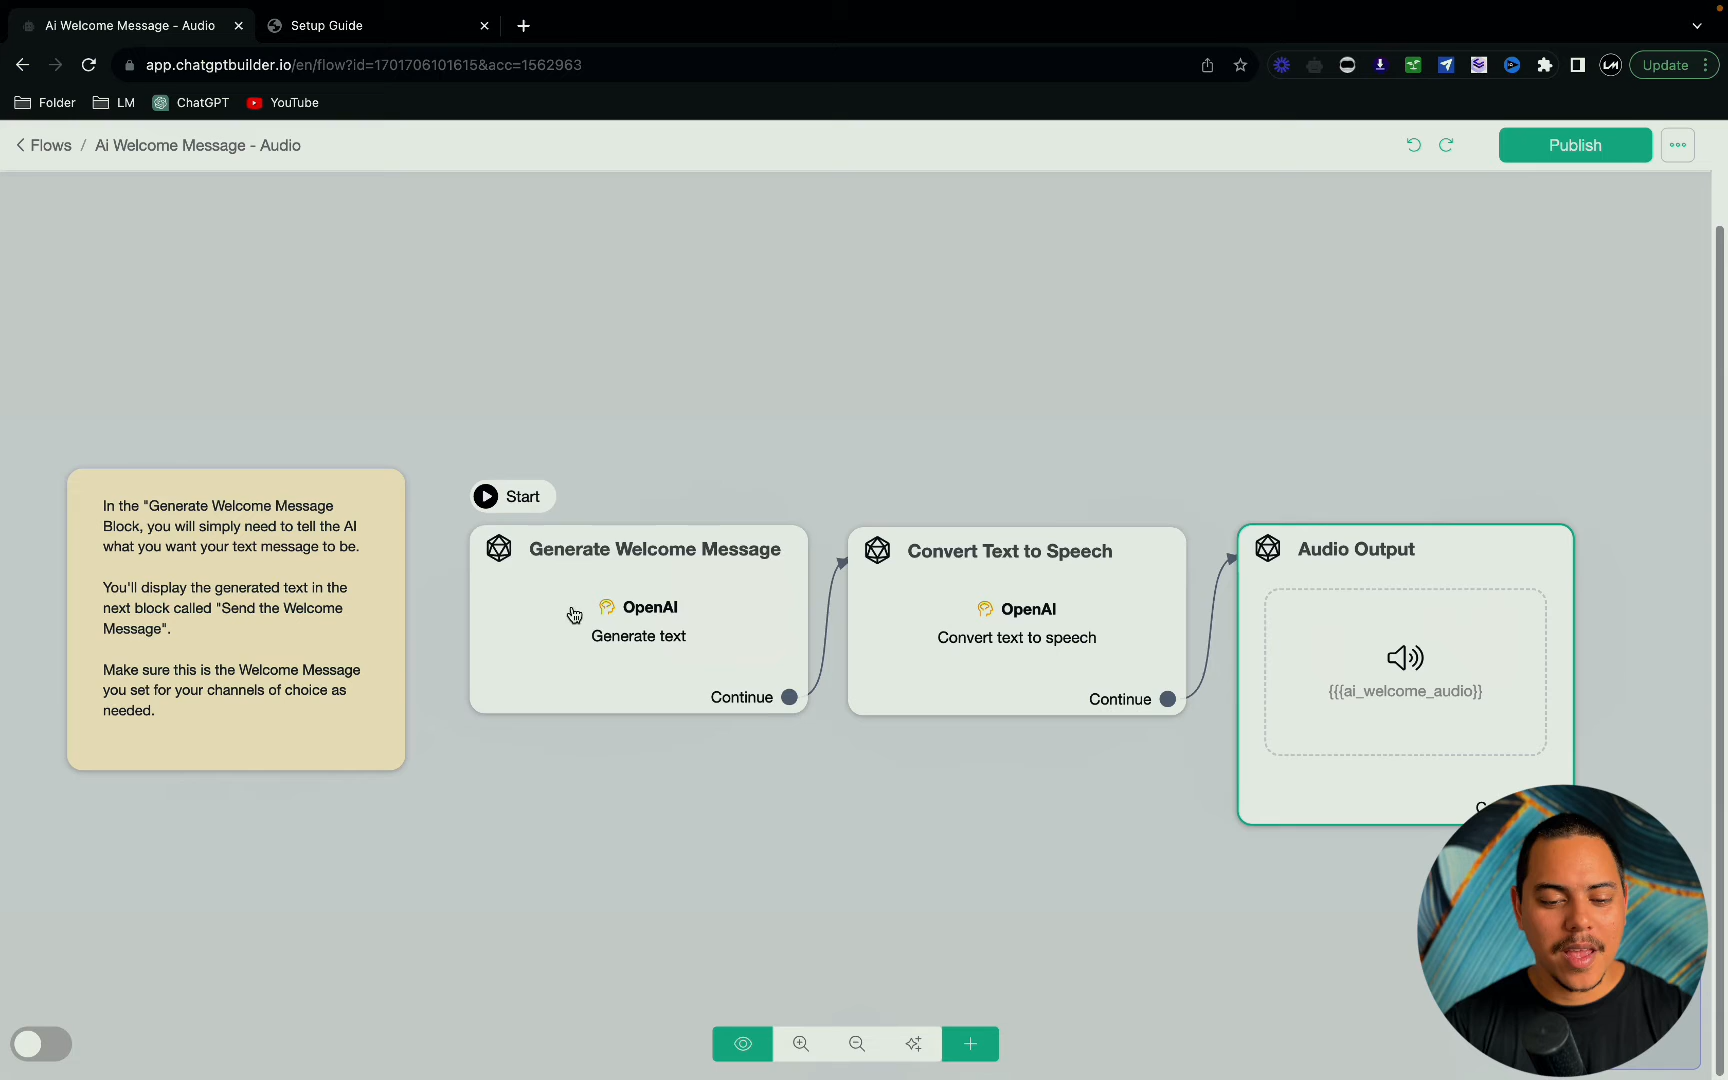 Ai Welcome Message - Audio
Setup Guide
app.chatgptbuilder.io/en/flow?id=1701706101615&acc=1562963
Update
Folder
LM
ChatGPT
YouTube
Flows / Ai Welcome Message - Audio
Publish
In the "Generate Welcome Message
Block, you will simply need to tell the AI
what you want your text message to be.
You'll display the generated text in the
next block called "Send the Welcome
Message".
Make sure this is the Welcome Message
you set for your channels of choice as
needed.
Start
Generate Welcome Message
OpenAI
Generate text
Continue
Convert Text to Speech
OpenAI
Convert text to speech
Continue
Audio Output
{{{ai_welcome_audio}}